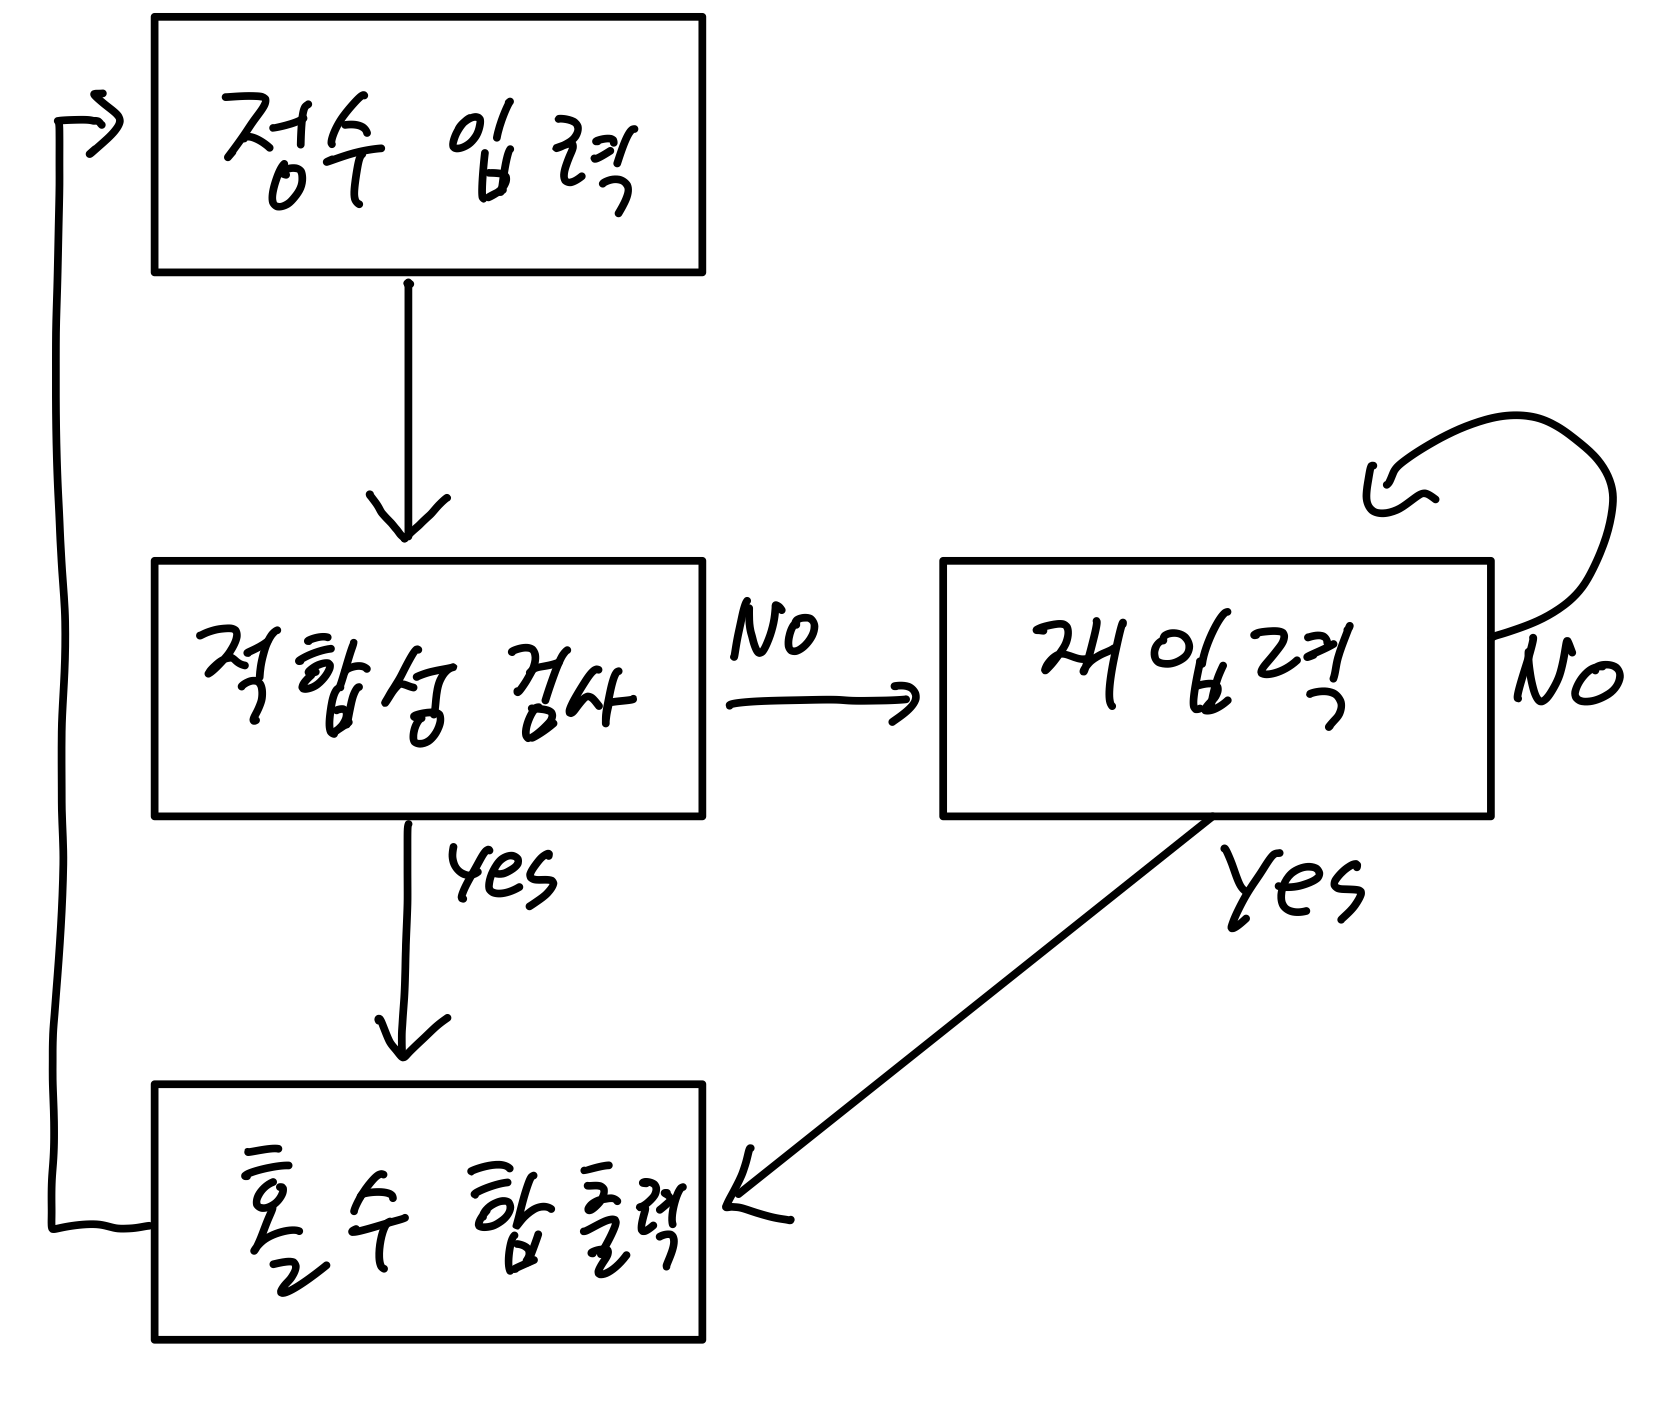 정수 입력
적합성 검사
No
재입력
No
Yes
Yes
홀수 합 출력